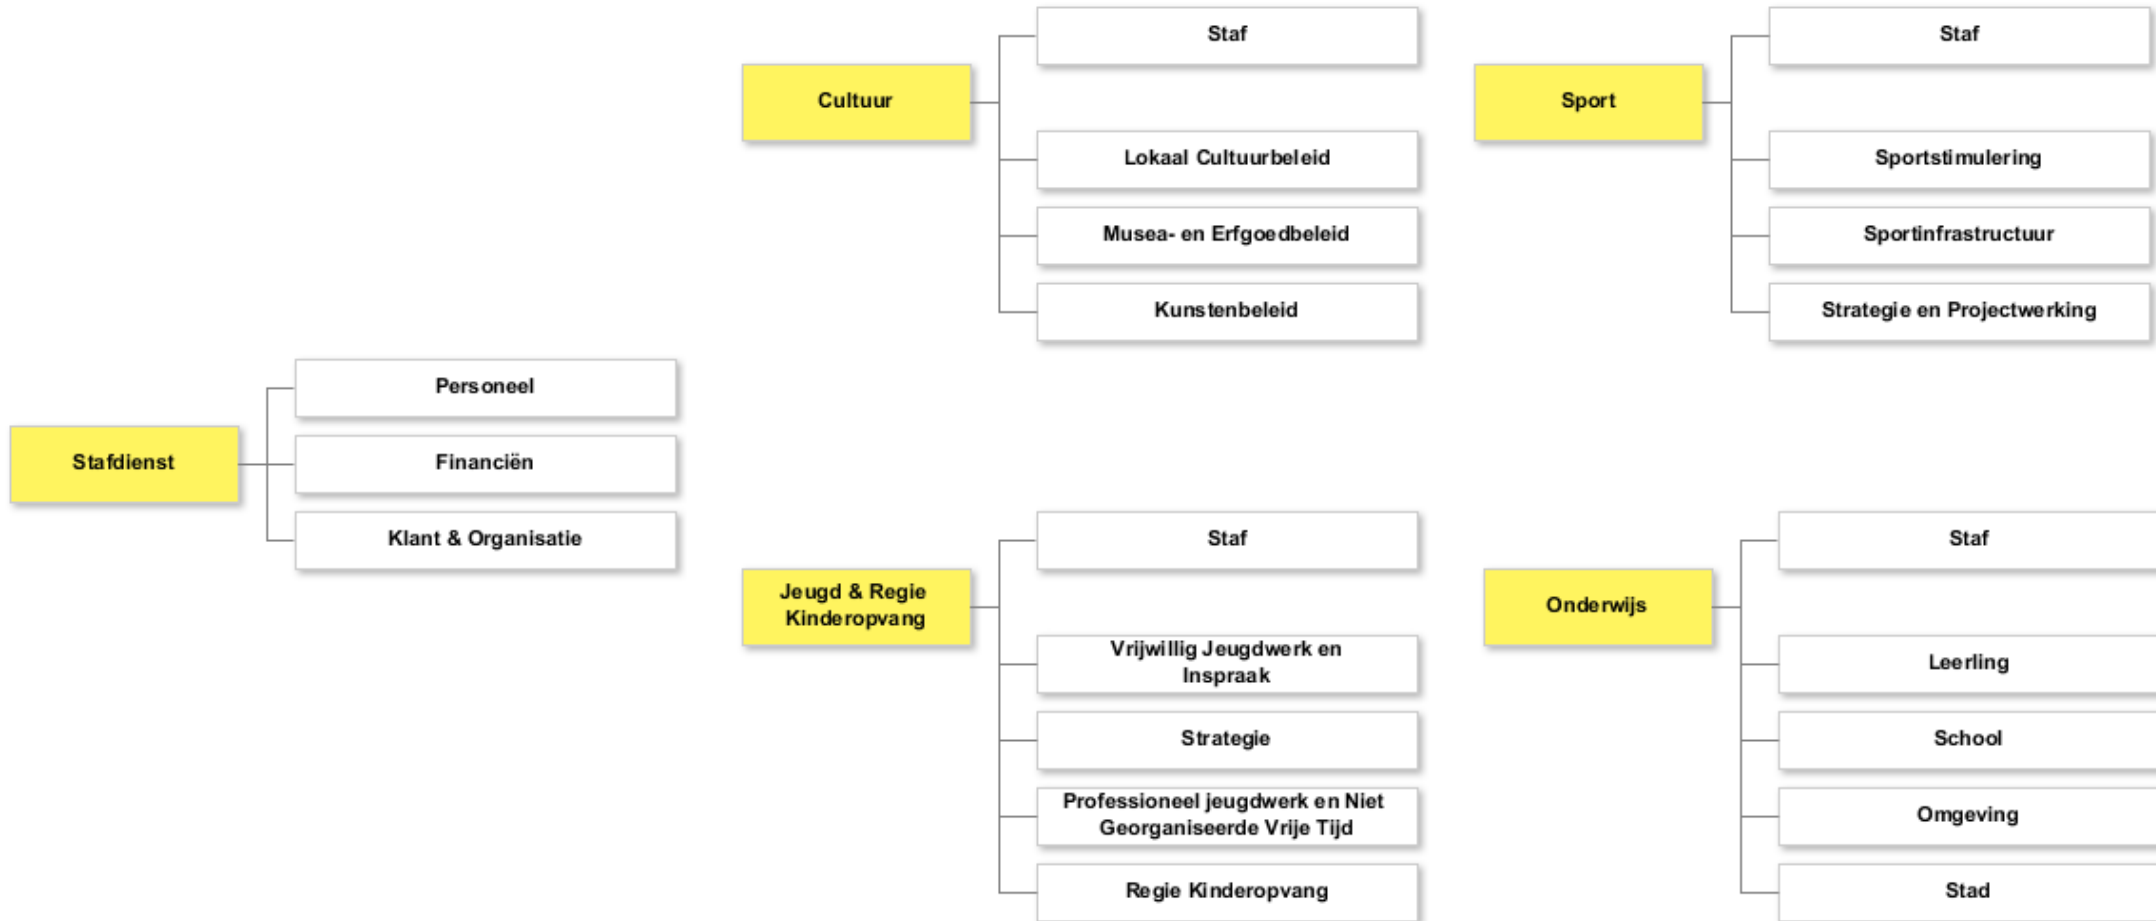 Cultuur
Staf
Lokaal Cultuurbeleid
Musea- en Erfgoedbeleid
Kunstenbeleid
Sport
Staf
Sportstimulering
Sportinfrastructuur
Strategie en Projectwerking
Stafdienst
Personeel
Financiën
Klant & Organisatie
Jeugd & Regie
Kinderopvang
Staf
Vrijwillig Jeugdwerk en
Inspraak
Strategie
Professioneel jeugdwerk en Niet
Georganiseerde Vrije Tijd
Regie Kinderopvang
Onderwijs
Staf
Leerling
School
Omgeving
Stad